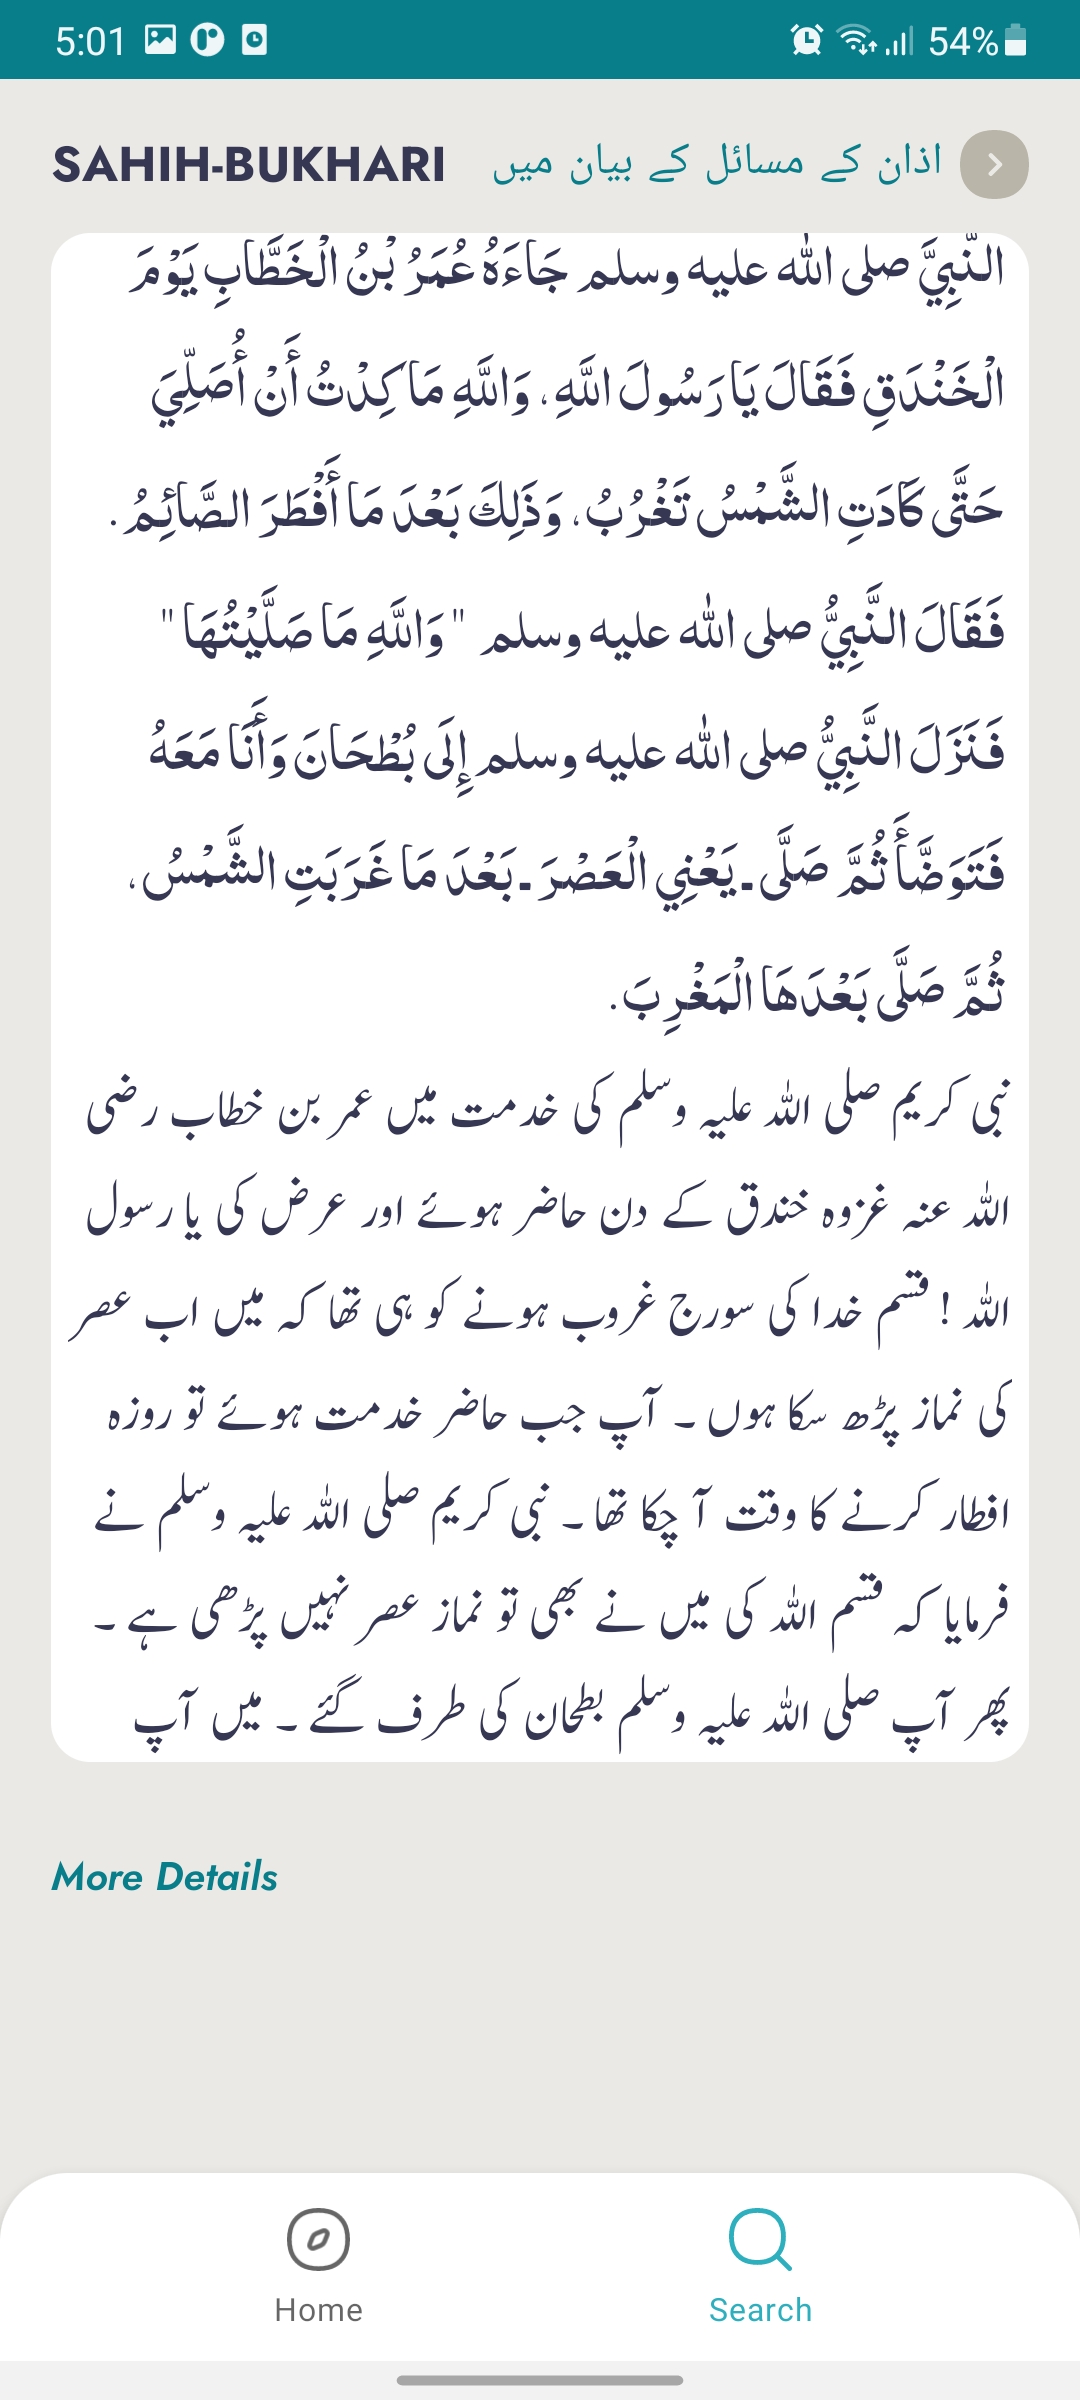 5:01
54%
SAHIH-BUKHARI
اذان کے مسائل کے بیان میں
النَّبِيَّ صلى الله عليه وسلم جَاءَهُ عُمَرُ بْنُ الْخَطَّابِ يَوْمَ
الْخَنْدَقِ فَقَالَ يَا رَسُولَ اللَّهِ، وَاللَّهِ مَا كِدْتُ أَنْ أُصَلِّيَ
حَتَّى كَادَتِ الشَّمْسُ تَغْرُبُ، وَذَلِكَ بَعْدَ مَا أَفْطَرَ الصَّائِمُ.
فَقَالَ النَّبِيُّ صلى الله عليه وسلم " وَاللَّهِ مَا صَلَّيْتُهَا "
فَنَزَلَ النَّبِيُّ صلى الله عليه وسلم إِلَى بُطْحَانَ وَأَنَا مَعَهُ
فَتَوَضَّأَ ثُمَّ صَلَّى ـ يَعْنِي الْعَصْرَ ـ بَعْدَ مَا غَرَبَتِ الشَّمْسُ،
ثُمَّ صَلَّى بَعْدَهَا الْمَغْرِبَ.
نبی کریم صلی اللہ علیہ وسلم کی خدمت میں عمر بن خطاب رضی
اللہ عنہ غزوہ خندق کے دن حاضر ہوئے اور عرض کی یا رسول
اللہ ! قسم خدا کی سورج غروب ہونے کو ہی تھا کہ میں اب عصر
کی نماز پڑھ سکا ہوں ۔ آپ جب حاضر خدمت ہوئے تو روزہ
افطار کرنے کا وقت آ چکا تھا ۔ نبی کریم صلی اللہ علیہ وسلم نے
فرمایا کہ قسم اللہ کی میں نے بھی تو نماز عصر نہیں پڑھی ہے ۔
پھر آپ صلی اللہ علیہ وسلم بطحان کی طرف گئے ۔ میں آپ
More Details
Home
Search